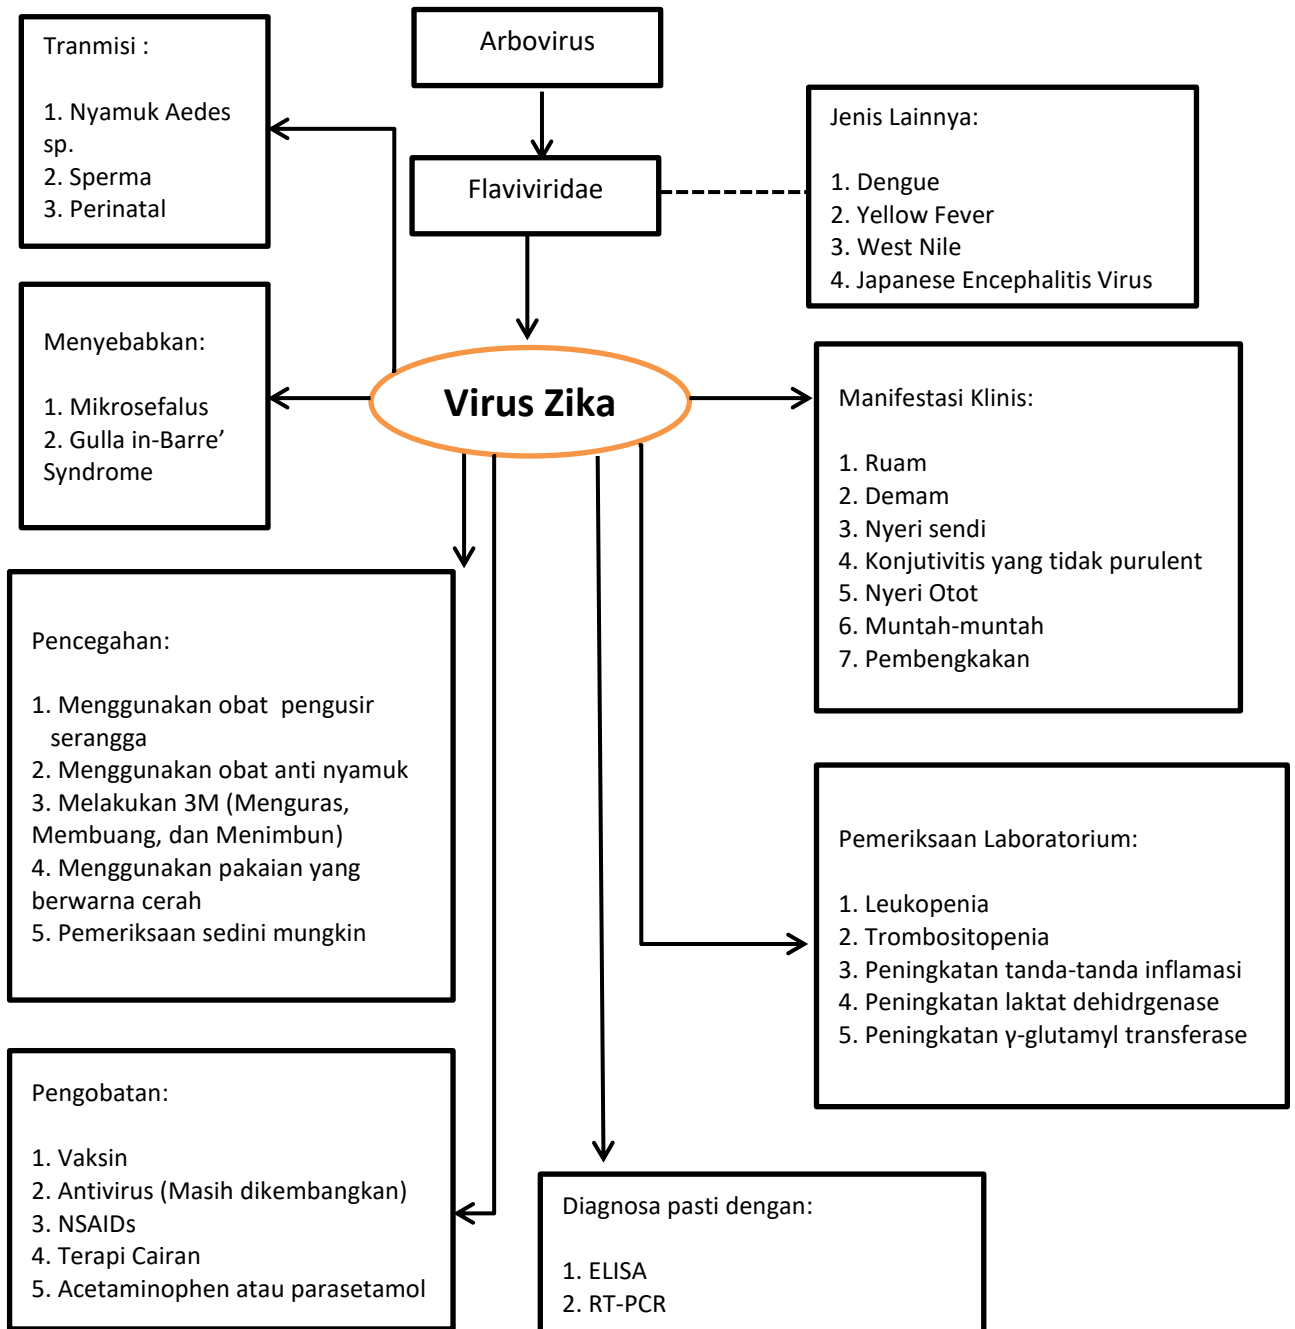 Arbovirus
Tranmisi :
1. Nyamuk Aedes
sp.
2. Sperma
3. Perinatal
Flaviviridae
Jenis Lainnya:
1. Dengue
2. Yellow Fever
3. West Nile
4. Japanese Encephalitis Virus
Menyebabkan:
1. Mikrosefalus
2. Gulla in-Barre’
Syndrome
Virus Zika
Manifestasi Klinis:
1. Ruam
2. Demam
3. Nyeri sendi
4. Konjutivitis yang tidak purulent
5. Nyeri Otot
6. Muntah-muntah
7. Pembengkakan
Pencegahan:
1. Menggunakan obat  pengusir
serangga
2. Menggunakan obat anti nyamuk
3. Melakukan 3M (Menguras,
Membuang, dan Menimbun)
4. Menggunakan pakaian yang
berwarna cerah
5. Pemeriksaan sedini mungkin
Pemeriksaan Laboratorium:
1. Leukopenia
2. Trombositopenia
3. Peningkatan tanda-tanda inflamasi
4. Peningkatan laktat dehidrgenase
5. Peningkatan γ-glutamyl transferase
Pengobatan:
1. Vaksin
2. Antivirus (Masih dikembangkan)
3. NSAIDs
4. Terapi Cairan
5. Acetaminophen atau parasetamol
Diagnosa pasti dengan:
1. ELISA
2. RT-PCR